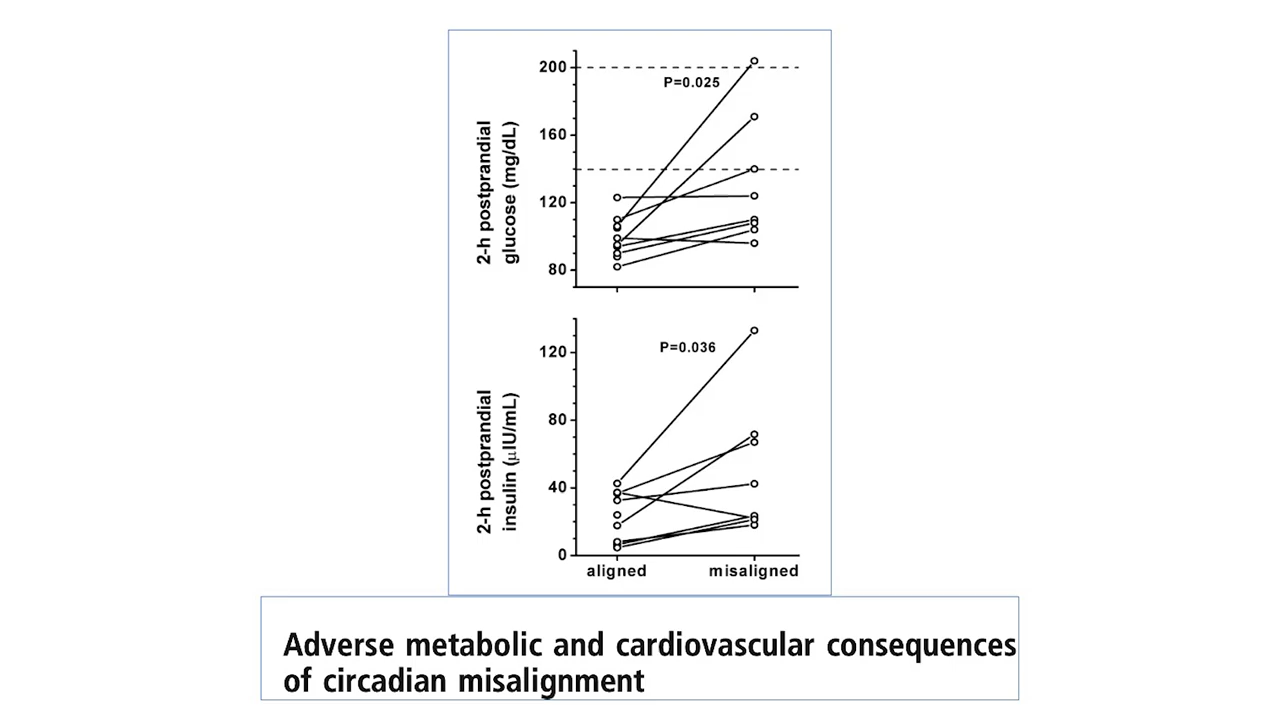 200
P=0.025
160
120
80
2-h postprandial
glucose (mg/dL)
120
P=0.036
80
40
0
2-h postprandial
insulin (μIU/mL)
aligned misaligned
Adverse metabolic and cardiovascular consequences
of circadian misalignment